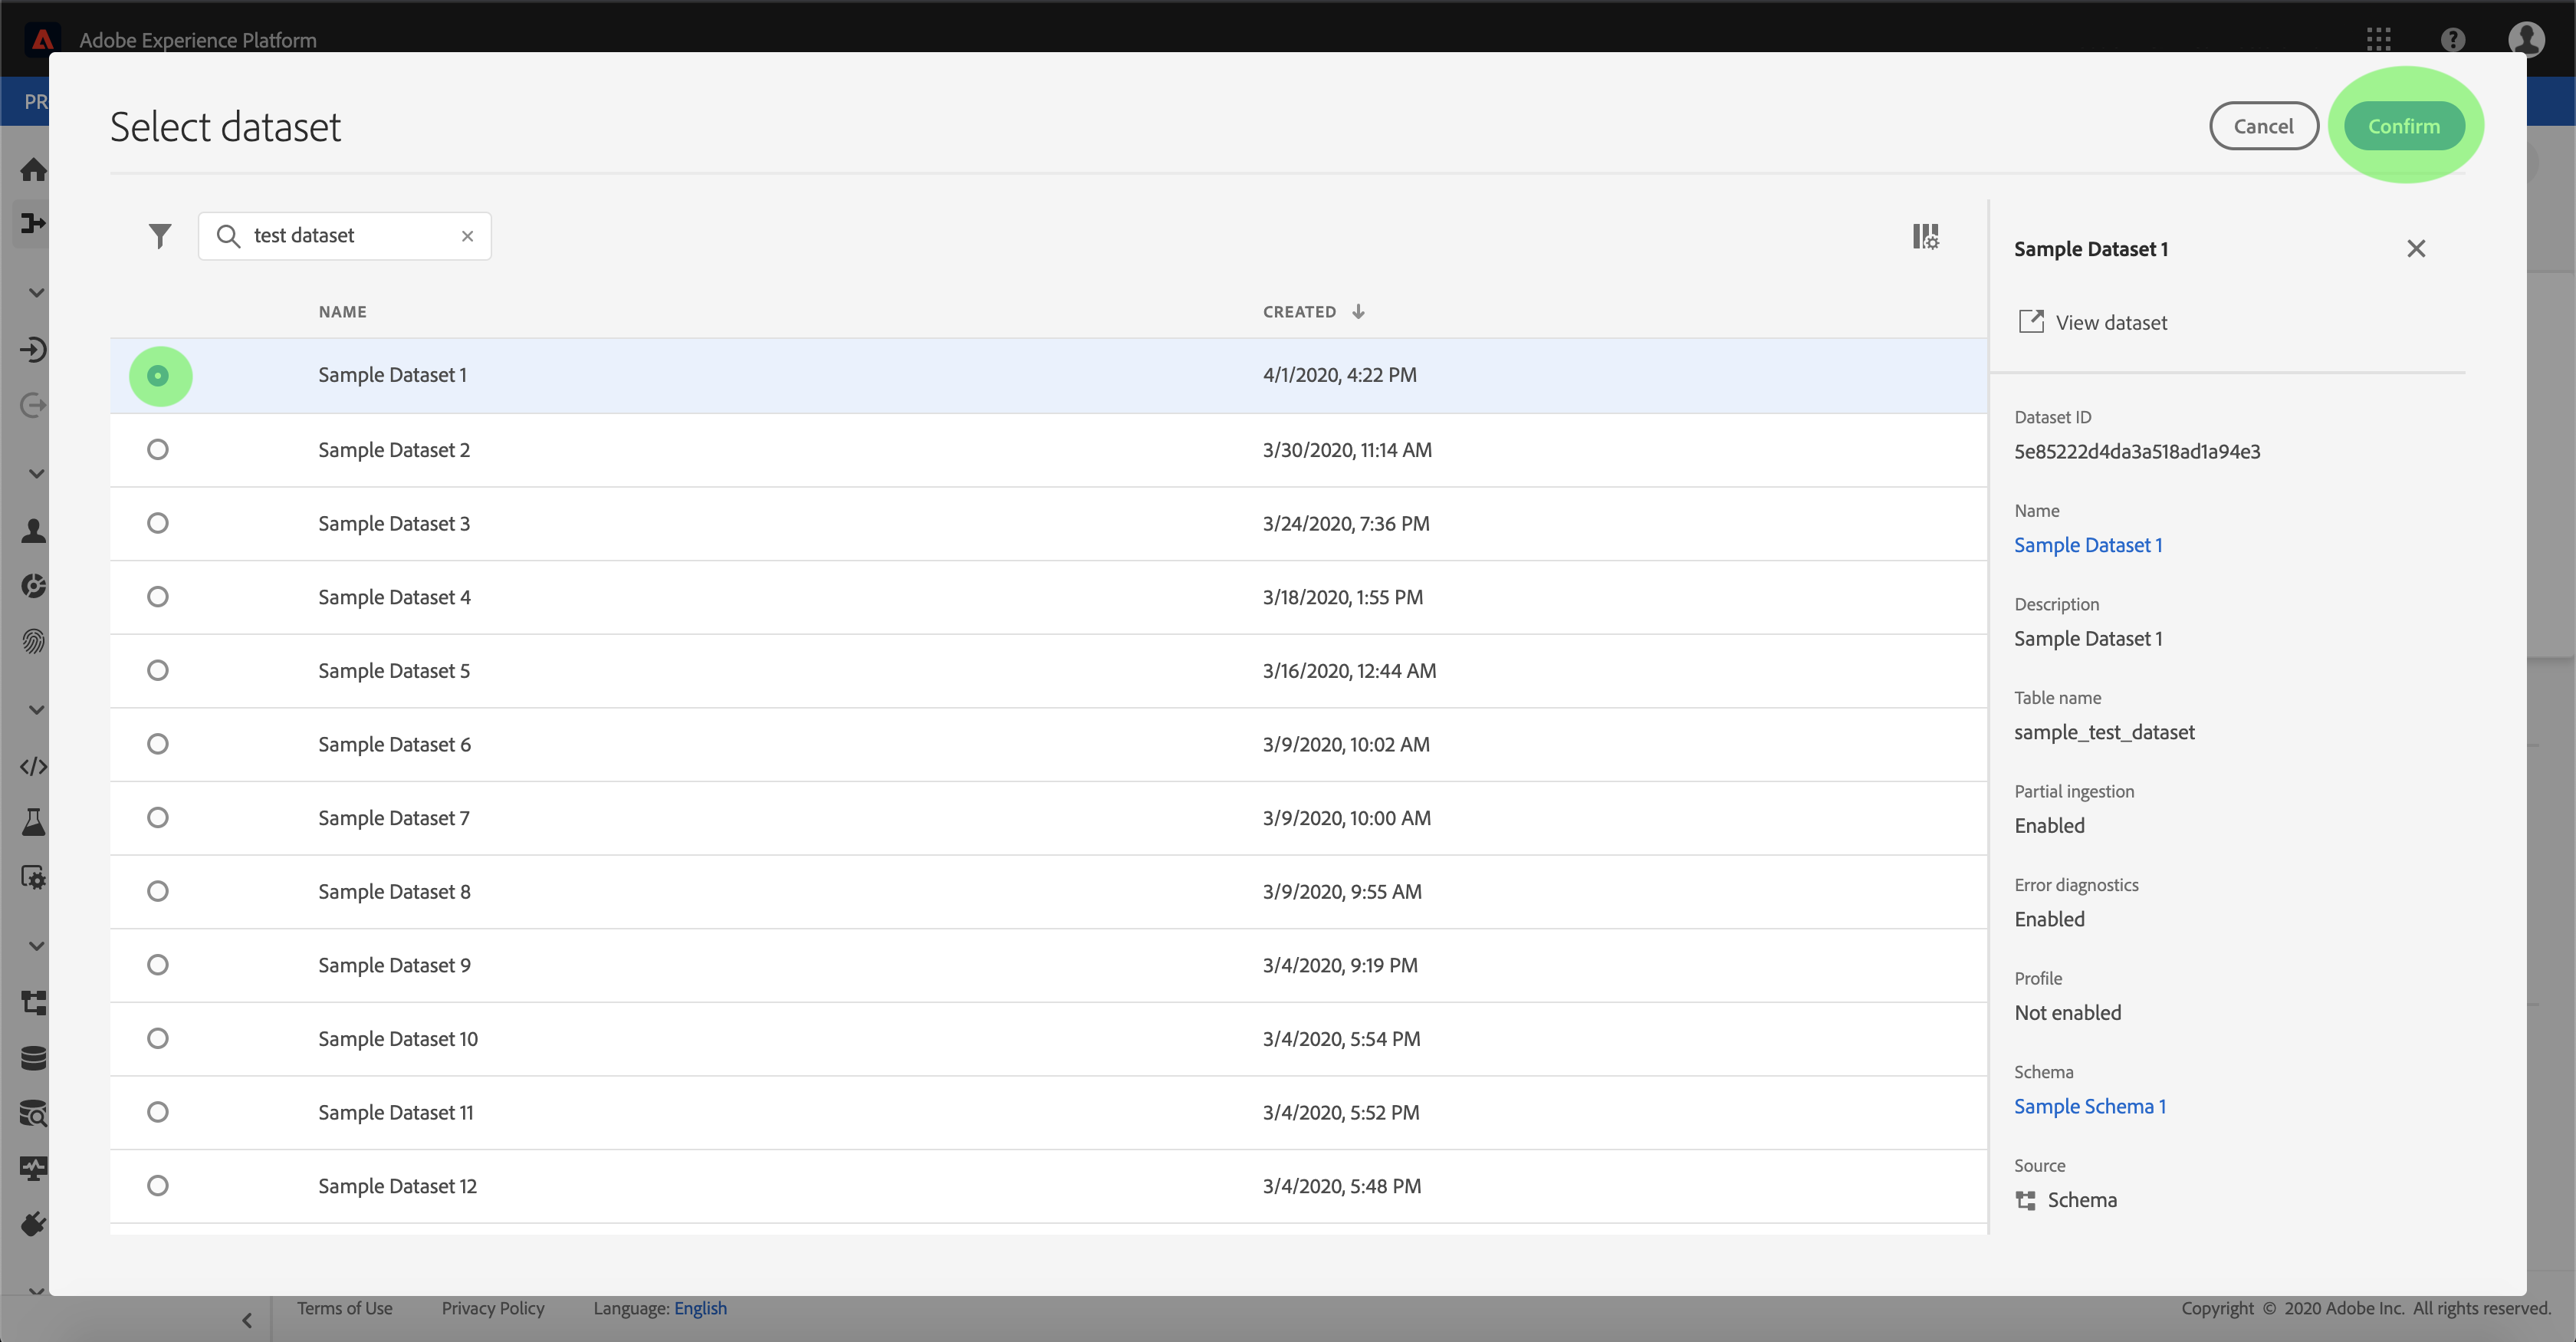 Adobe Experience Platform
PR
Select dataset
Cancel
Confirm
test dataset
NAME
CREATED
Sample Dataset 1
4/1/2020, 4:22 PM
Sample Dataset 2
3/30/2020, 11:14 AM
Sample Dataset 3
3/24/2020, 7:36 PM
Sample Dataset 4
3/18/2020, 1:55 PM
Sample Dataset 5
3/16/2020, 12:44 AM
Sample Dataset 6
3/9/2020, 10:02 AM
Sample Dataset 7
3/9/2020, 10:00 AM
Sample Dataset 8
3/9/2020, 9:55 AM
Sample Dataset 9
3/4/2020, 9:19 PM
Sample Dataset 10
3/4/2020, 5:54 PM
Sample Dataset 11
3/4/2020, 5:52 PM
Sample Dataset 12
3/4/2020, 5:48 PM
Sample Dataset 1
View dataset
Dataset ID
5e85222d4da3a518ad1a94e3
Name
Sample Dataset 1
Description
Sample Dataset 1
Table name
sample_test_dataset
Partial ingestion
Enabled
Error diagnostics
Enabled
Profile
Not enabled
Schema
Sample Schema 1
Source
Schema
Terms of Use
Privacy Policy
Language: English
Copyright © 2020 Adobe Inc. All rights reserved.